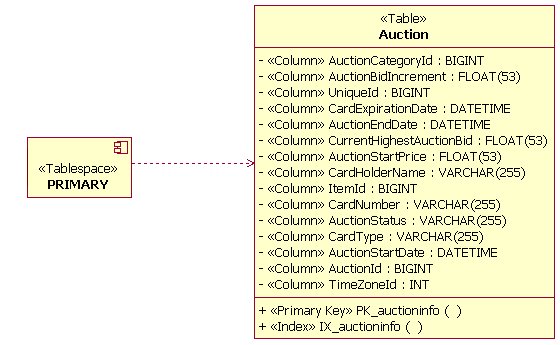 «Tablespace»
PRIMARY
«Table»
Auction
- «Column» AuctionCategoryId : BIGINT
- «Column» AuctionBidIncrement : FLOAT(53)
- «Column» UniqueId : BIGINT
- «Column» CardExpirationDate : DATETIME
- «Column» AuctionEndDate : DATETIME
- «Column» CurrentHighestAuctionBid : FLOAT(53)
- «Column» AuctionStartPrice : FLOAT(53)
- «Column» CardHolderName : VARCHAR(255)
- «Column» ItemId : BIGINT
- «Column» CardNumber : VARCHAR(255)
- «Column» AuctionStatus : VARCHAR(255)
- «Column» CardType : VARCHAR(255)
- «Column» AuctionStartDate : DATETIME
- «Column» AuctionId : BIGINT
- «Column» TimeZoneId : INT
+ «Primary Key» PK_auctioninfo ( )
+ «Index» IX_auctioninfo ( )